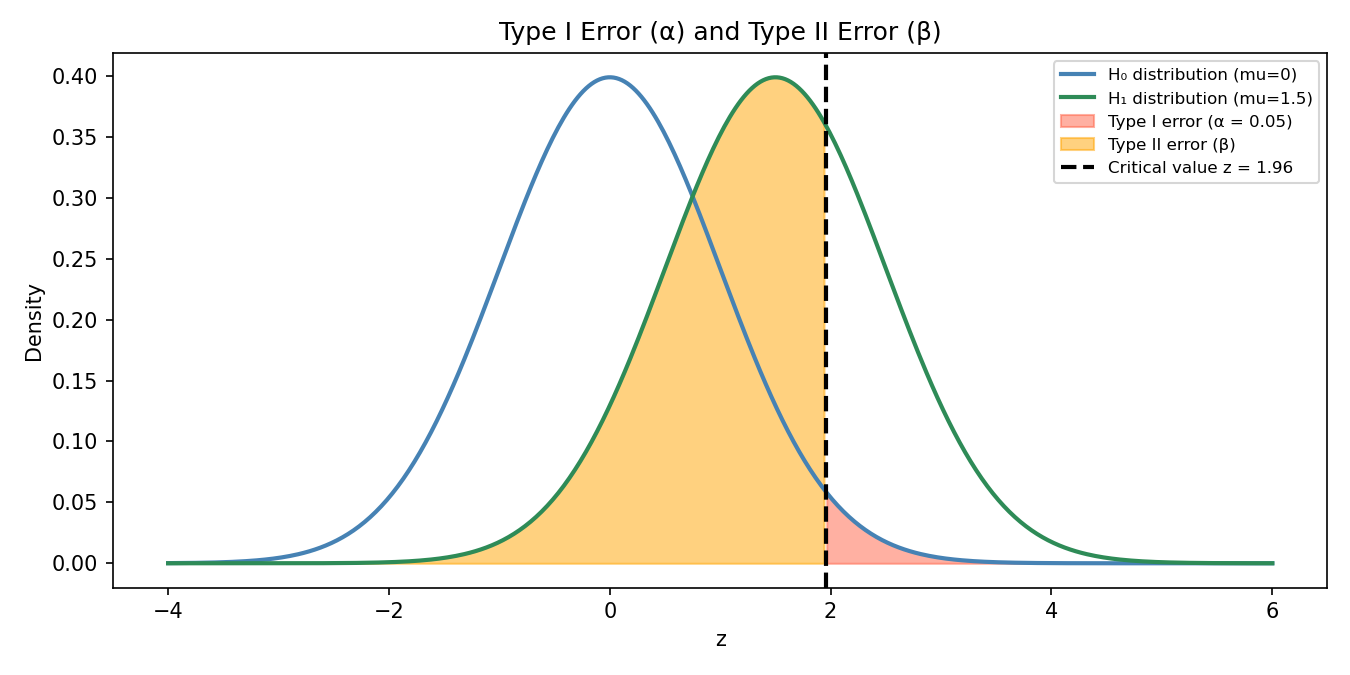 Type I Error (α) and Type II Error (β)
H₀ distribution (mu=0)
H₁ distribution (mu=1.5)
Type I error (α = 0.05)
Type II error (β)
Critical value z = 1.96
Density
0.40
0.35
0.30
0.25
0.20
0.15
0.10
0.05
0.00
−4 −2 0 2 4 6
z